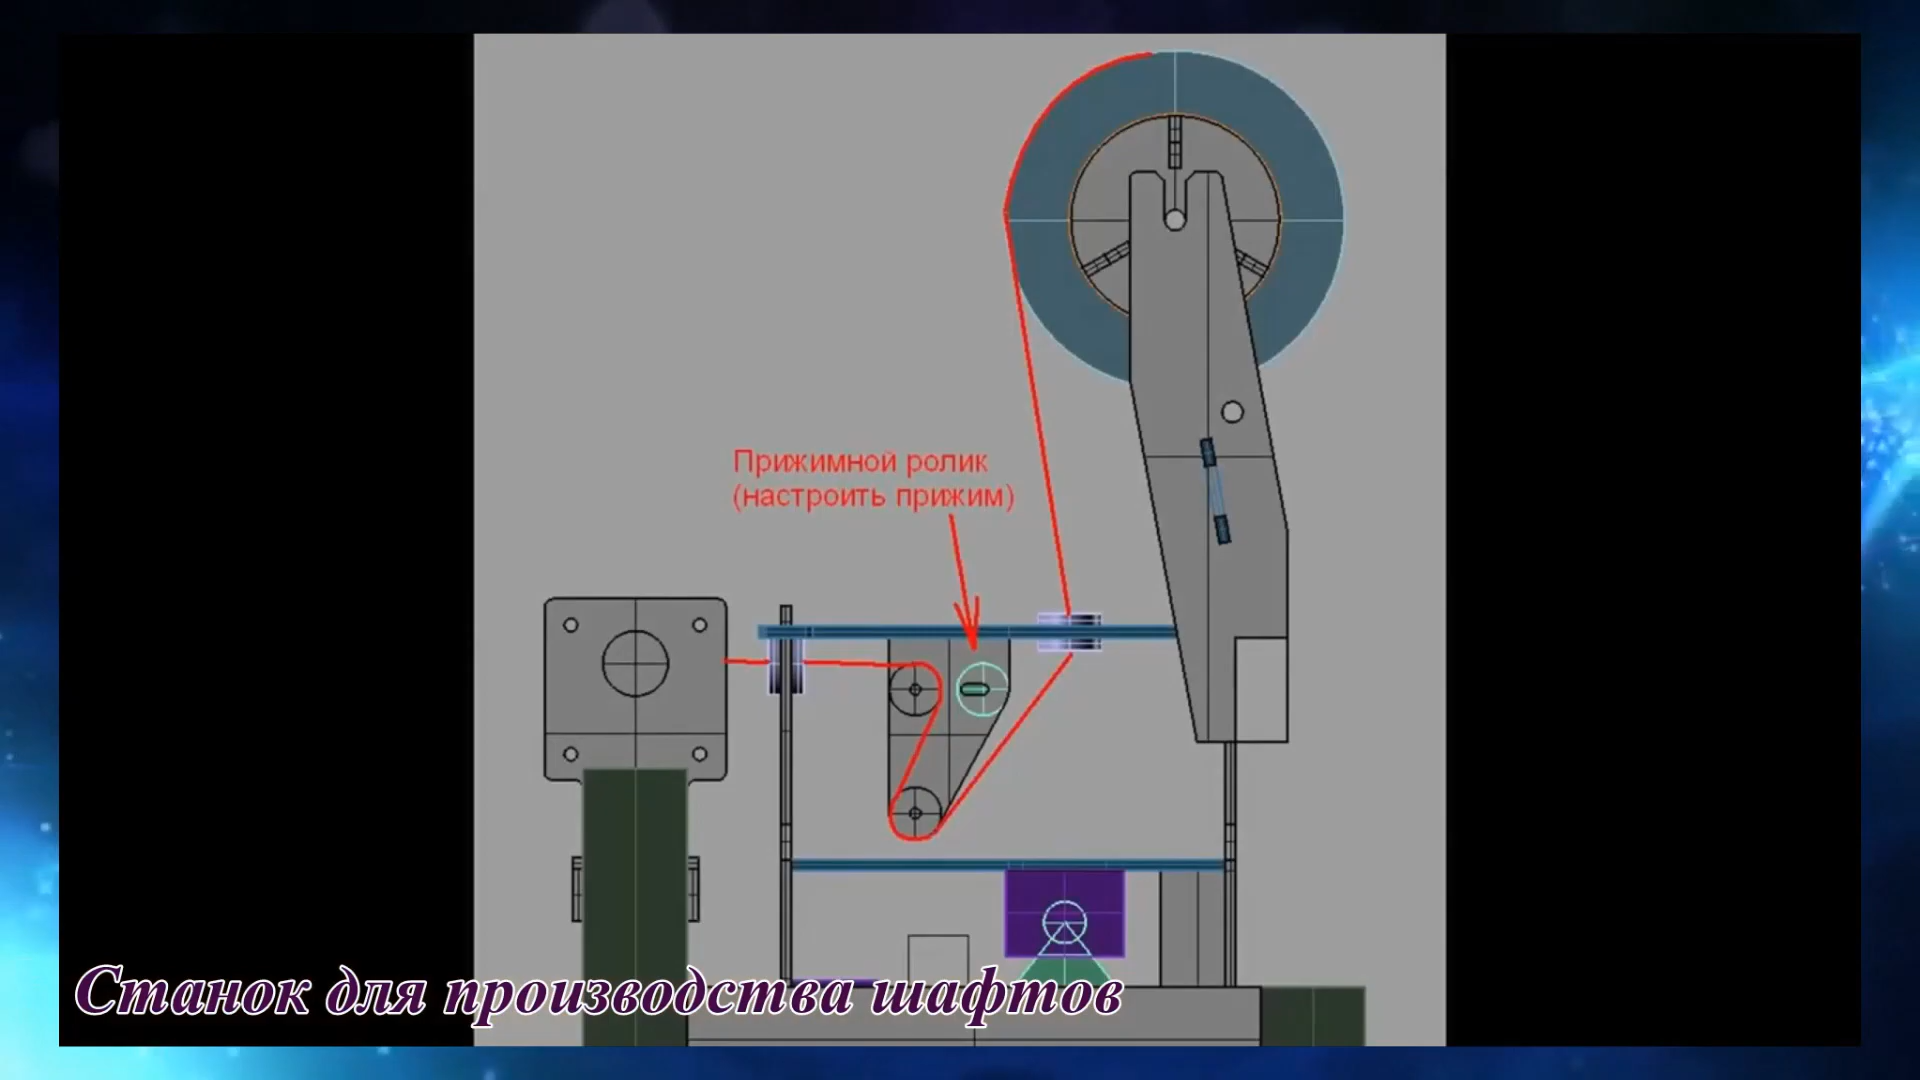 Прижимной ролик
(настроить прижим)
Станок для производства шафтов